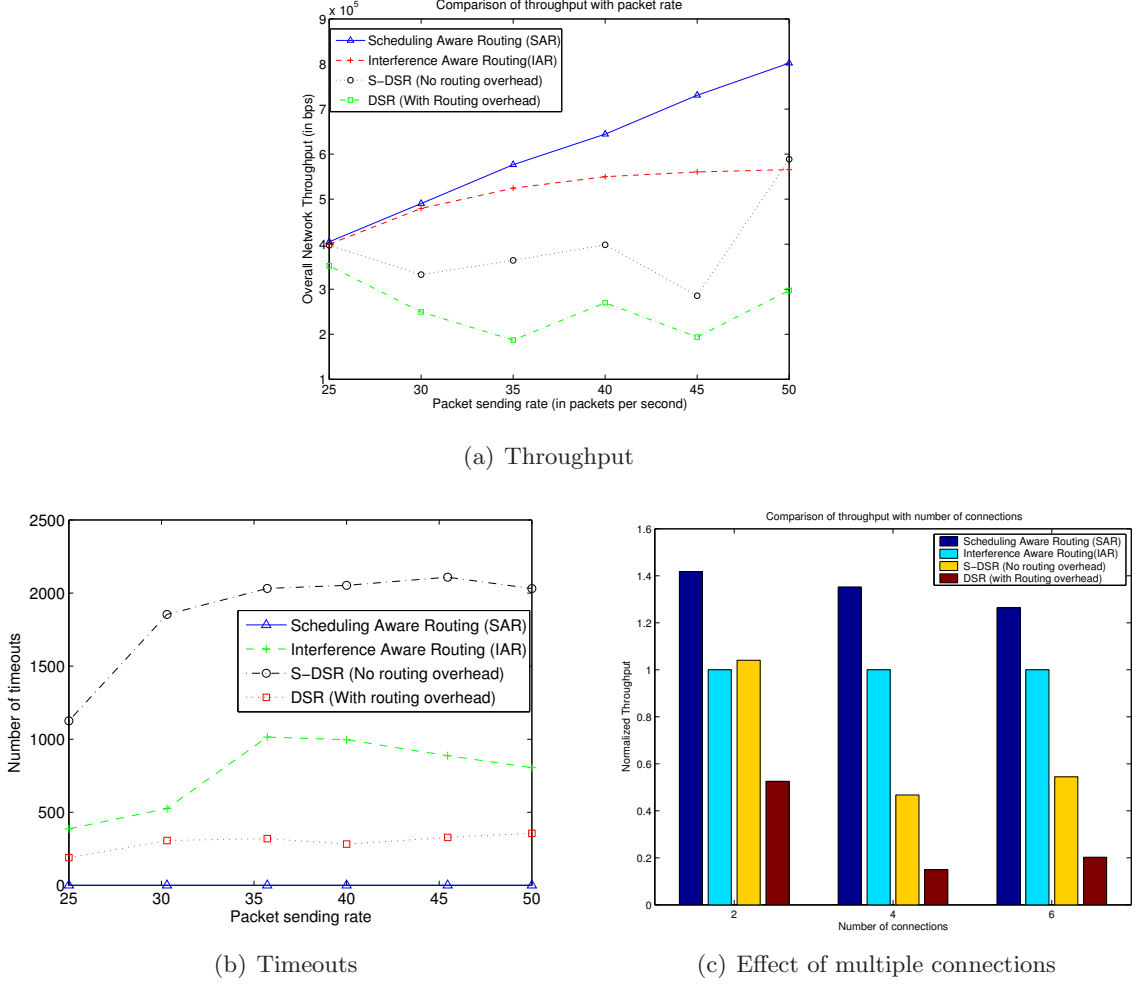 Comparison of throughput with packet rate
x 10^5
9
8
7
6
5
4
3
2
1
Overall Network Throughput (in bps)
Scheduling Aware Routing (SAR)
Interference Aware Routing(IAR)
S−DSR (No routing overhead)
DSR (With Routing overhead)
25 30 35 40 45 50
Packet sending rate (in packets per second)
(a) Throughput
2500
2000
1500
1000
500
0
Number of timeouts
Scheduling Aware Routing (SAR)
Interference Aware Routing (IAR)
S−DSR (No routing overhead)
DSR (With routing overhead)
25 30 35 40 45 50
Packet sending rate
(b) Timeouts
Comparison of throughput with number of connections
1.6
1.4
1.2
1
0.8
0.6
0.4
0.2
0
Normalized Throughput
Scheduling Aware Routing (SAR)
Interference Aware Routing(IAR)
S−DSR (No routing overhead)
DSR (with Routing overhead)
2 4 6
Number of connections
(c) Effect of multiple connections